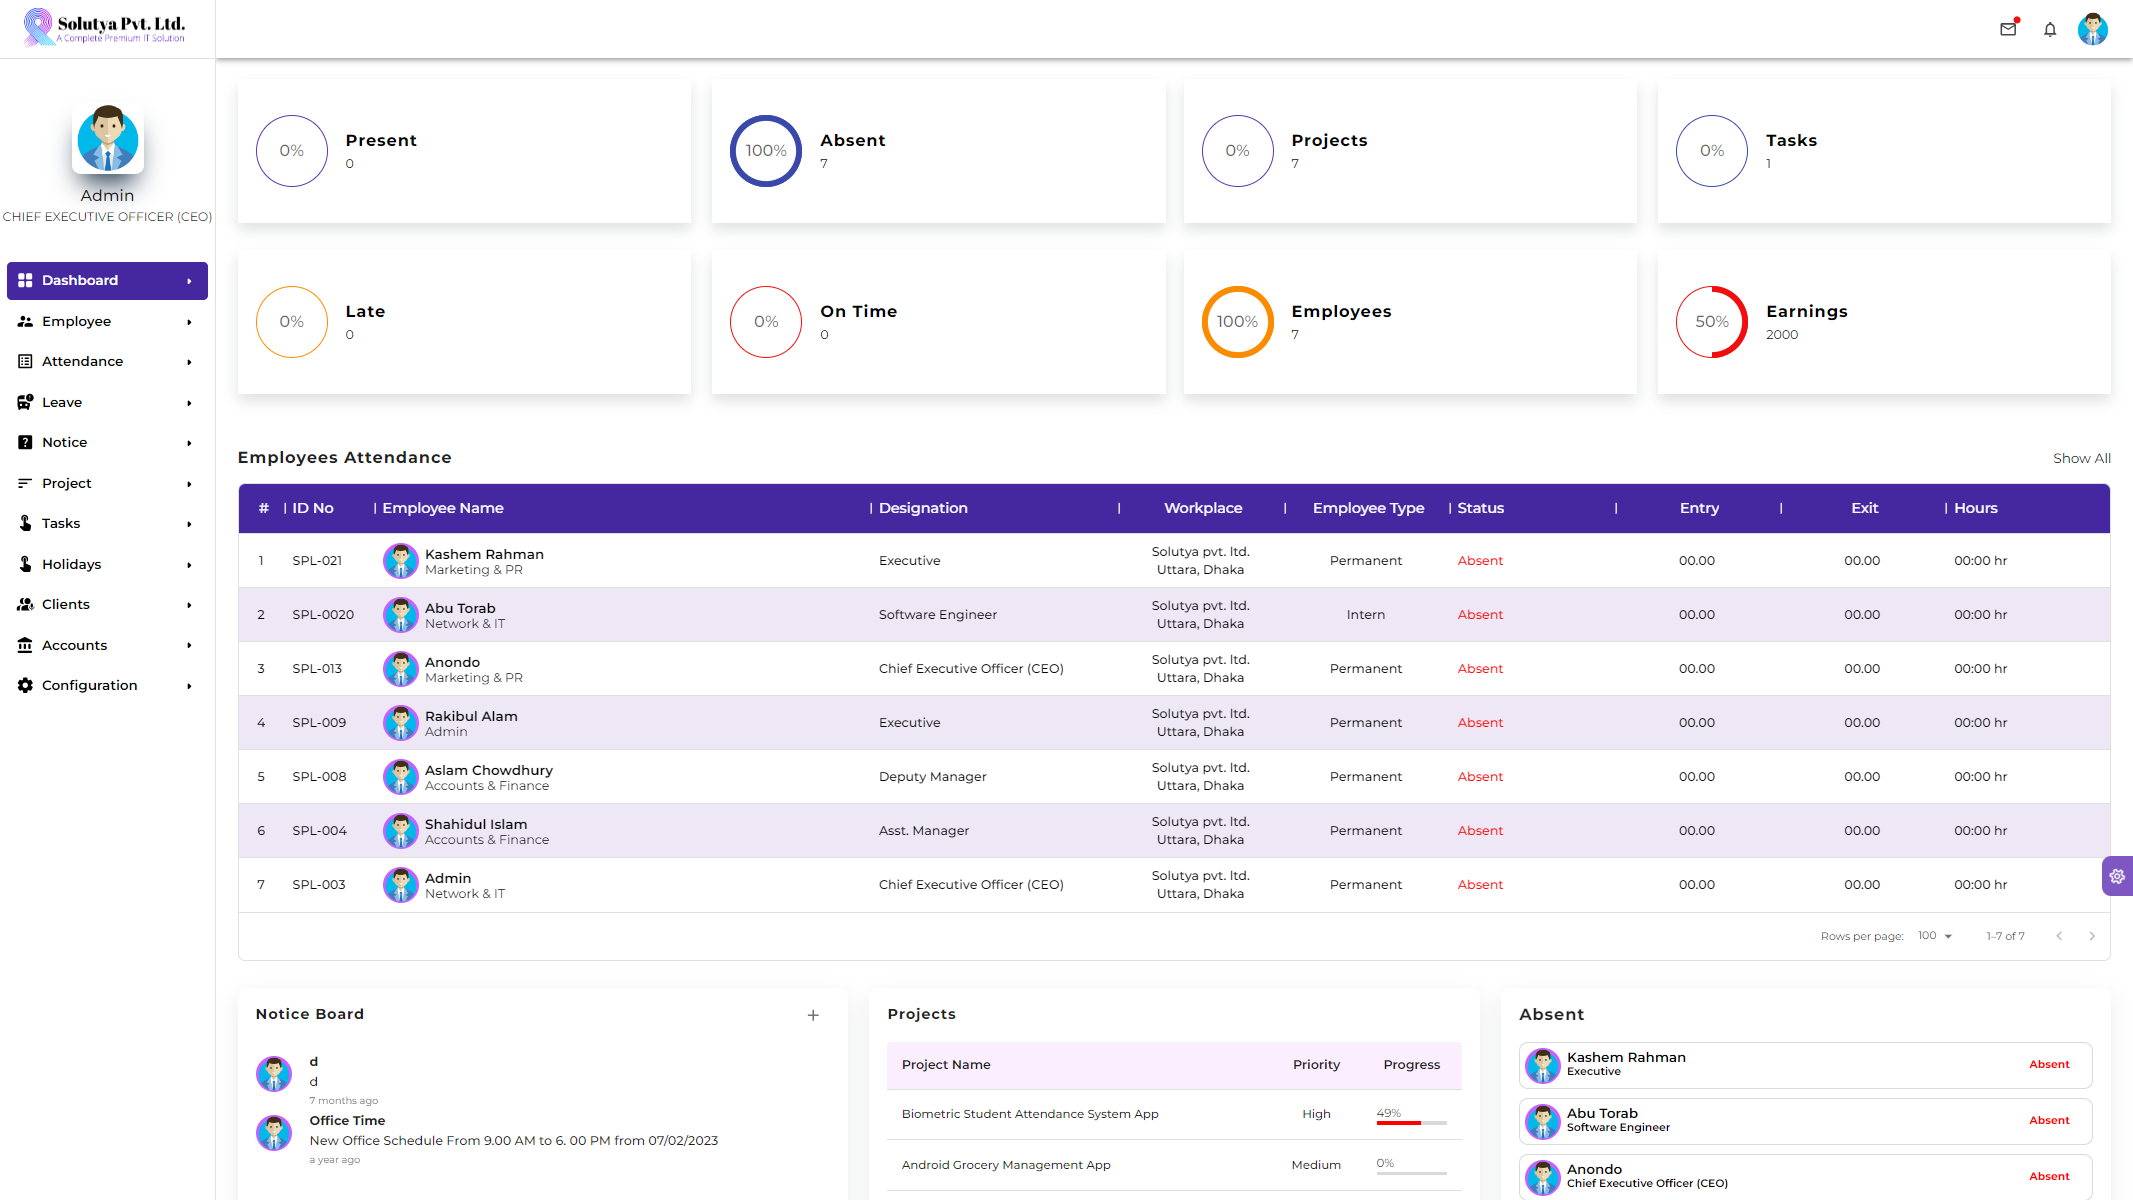 Solutya Pvt. Ltd.
A Complete Premium IT Solution
Admin
CHIEF EXECUTIVE OFFICER (CEO)
Dashboard
Employee
Attendance
Leave
Notice
Project
Tasks
Holidays
Clients
Accounts
Configuration
0% Present 0
100% Absent 7
0% Projects 7
0% Tasks 1
0% Late 0
0% On Time 0
100% Employees 7
50% Earnings 2000
Employees Attendance Show All
# ID No Employee Name Designation Workplace Employee Type Status Entry Exit Hours
1 SPL-021 Kashem Rahman Marketing & PR Executive Solutya pvt. ltd. Uttara, Dhaka Permanent Absent 00.00 00.00 00:00 hr
2 SPL-0020 Abu Torab Network & IT Software Engineer Solutya pvt. ltd. Uttara, Dhaka Intern Absent 00.00 00.00 00:00 hr
3 SPL-013 Anondo Marketing & PR Chief Executive Officer (CEO) Solutya pvt. ltd. Uttara, Dhaka Permanent Absent 00.00 00.00 00:00 hr
4 SPL-009 Rakibul Alam Admin Executive Solutya pvt. ltd. Uttara, Dhaka Permanent Absent 00.00 00.00 00:00 hr
5 SPL-008 Aslam Chowdhury Accounts & Finance Deputy Manager Solutya pvt. ltd. Uttara, Dhaka Permanent Absent 00.00 00.00 00:00 hr
6 SPL-004 Shahidul Islam Accounts & Finance Asst. Manager Solutya pvt. ltd. Uttara, Dhaka Permanent Absent 00.00 00.00 00:00 hr
7 SPL-003 Admin Network & IT Chief Executive Officer (CEO) Solutya pvt. ltd. Uttara, Dhaka Permanent Absent 00.00 00.00 00:00 hr
Rows per page: 100 1–7 of 7
Notice Board
d
d
7 months ago
Office Time
New Office Schedule From 9.00 AM to 6. 00 PM from 07/02/2023
a year ago
Projects
Project Name Priority Progress
Biometric Student Attendance System App High 49%
Android Grocery Management App Medium 0%
Absent
Kashem Rahman
Executive
Absent
Abu Torab
Software Engineer
Absent
Anondo
Chief Executive Officer (CEO)
Absent